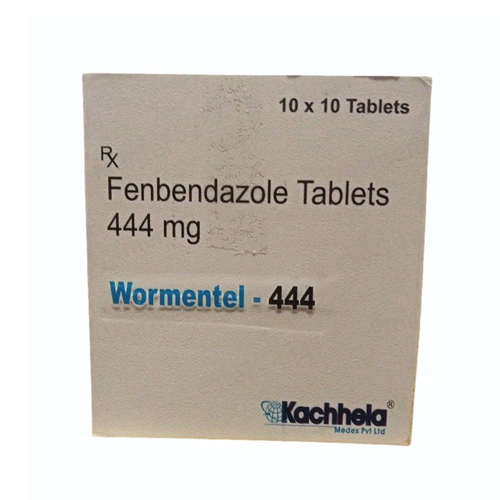 10 x 10 Tablets
Rx
Fenbendazole Tablets
444 mg
Wormentel - 444
Kachhela®
Medex Pvt Ltd